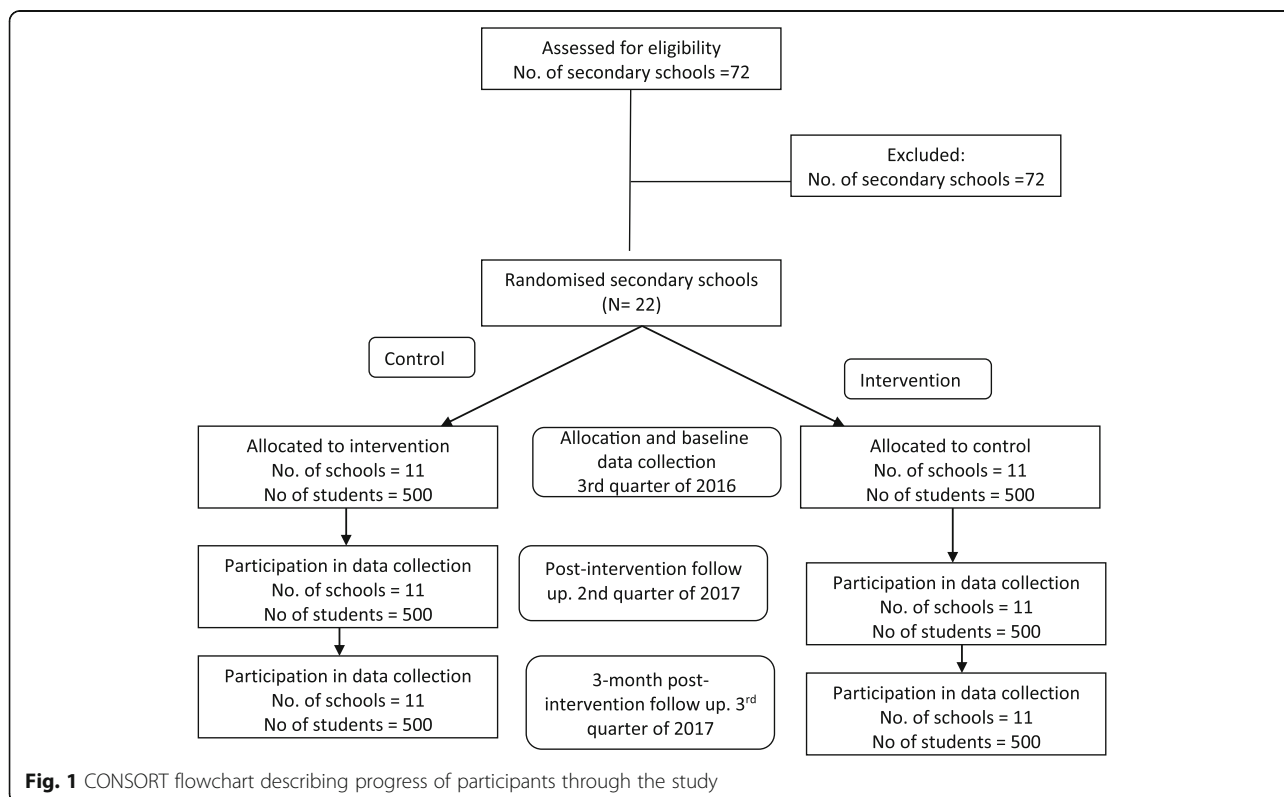 Assessed for eligibility
No. of secondary schools =72
Excluded:
No. of secondary schools =72
Randomised secondary schools
(N= 22)
Control
Intervention
Allocated to intervention
No. of schools = 11
No of students = 500
Allocation and baseline
data collection
3rd quarter of 2016
Allocated to control
No. of schools = 11
No of students = 500
Participation in data collection
No. of schools = 11
No of students = 500
Post-intervention follow
up. 2nd quarter of 2017
Participation in data collection
No. of schools = 11
No of students = 500
Participation in data collection
No. of schools = 11
No of students = 500
3-month post-
intervention follow up. 3rd
quarter of 2017
Participation in data collection
No. of schools = 11
No of students = 500
Fig. 1 CONSORT flowchart describing progress of participants through the study